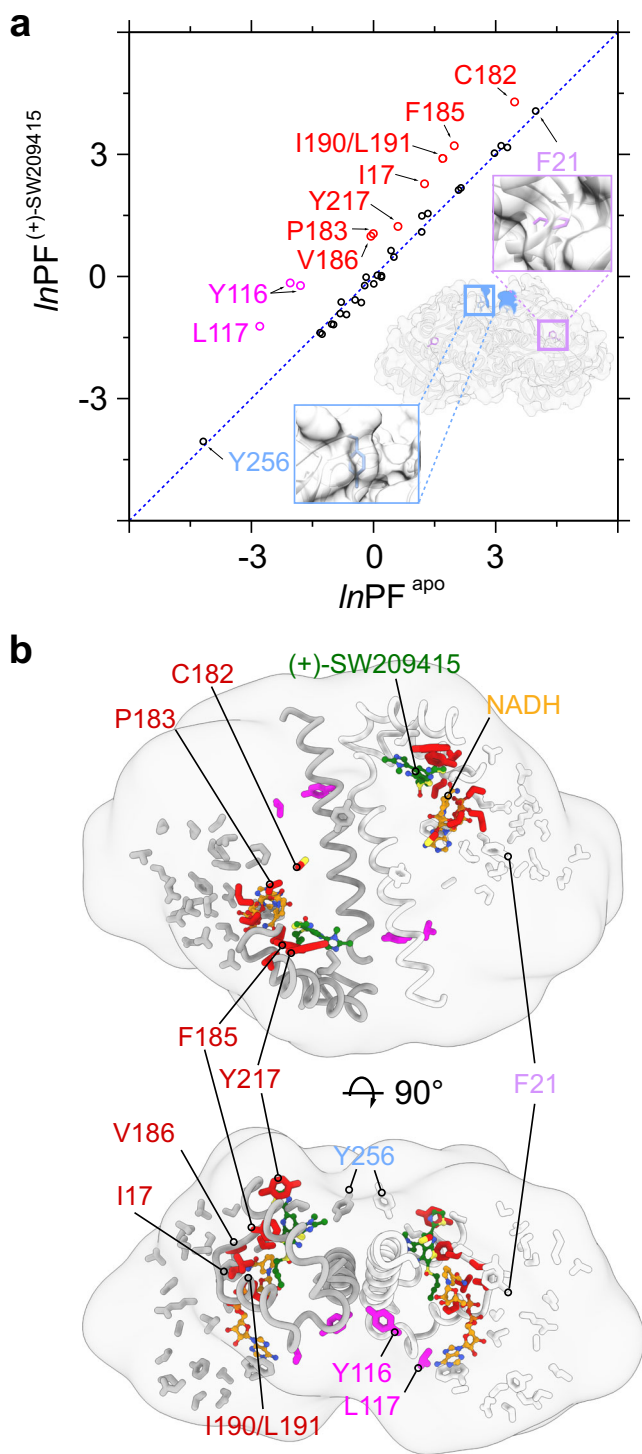 a
lnPF (+)-SW209415
C182
F185
I190/L191
F21
I17
Y217
P183
V186
Y116
L117
Y256
3
0
-3
-3
0
3
lnPF apo
b
C182
(+)-SW209415
P183
NADH
F185
Y217
90°
F21
V186
Y256
I17
Y116
L117
I190/L191